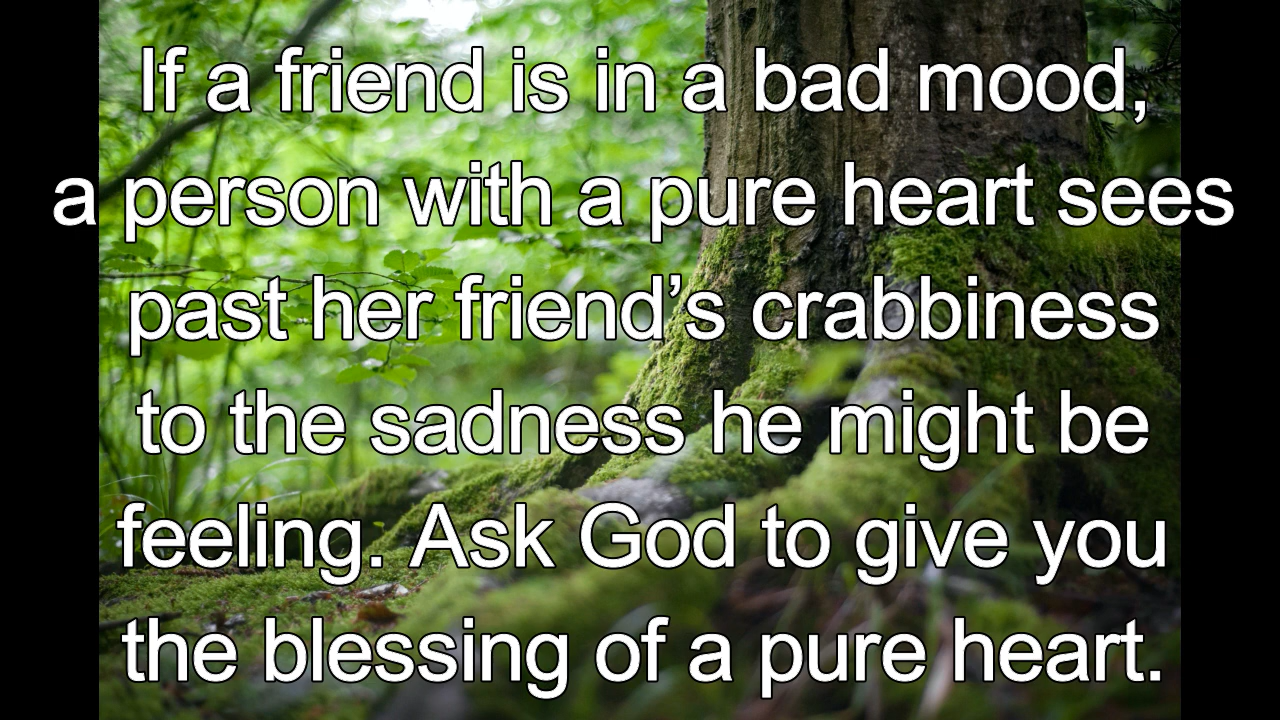 If a friend is in a bad mood,
a person with a pure heart sees
past her friend’s crabbiness
to the sadness he might be
feeling. Ask God to give you
the blessing of a pure heart.